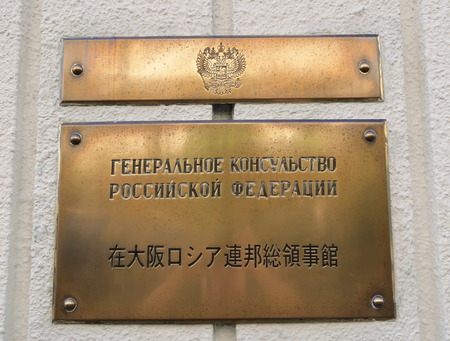 ГЕНЕРАЛЬНОЕ КОНСУЛЬСТВО
РОССИЙСКОЙ ФЕДЕРАЦИИ
在大阪ロシア連邦総領事館